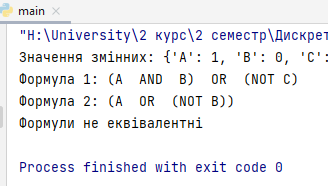 main
"H:\University\2 курс\2 семестр\Дискрет
Значення змінних: {'A': 1, 'B': 0, 'C':
Формула 1: (A  AND  B)  OR  (NOT C)
Формула 2: (A  OR  (NOT B))
Формули не еквівалентні
Process finished with exit code 0